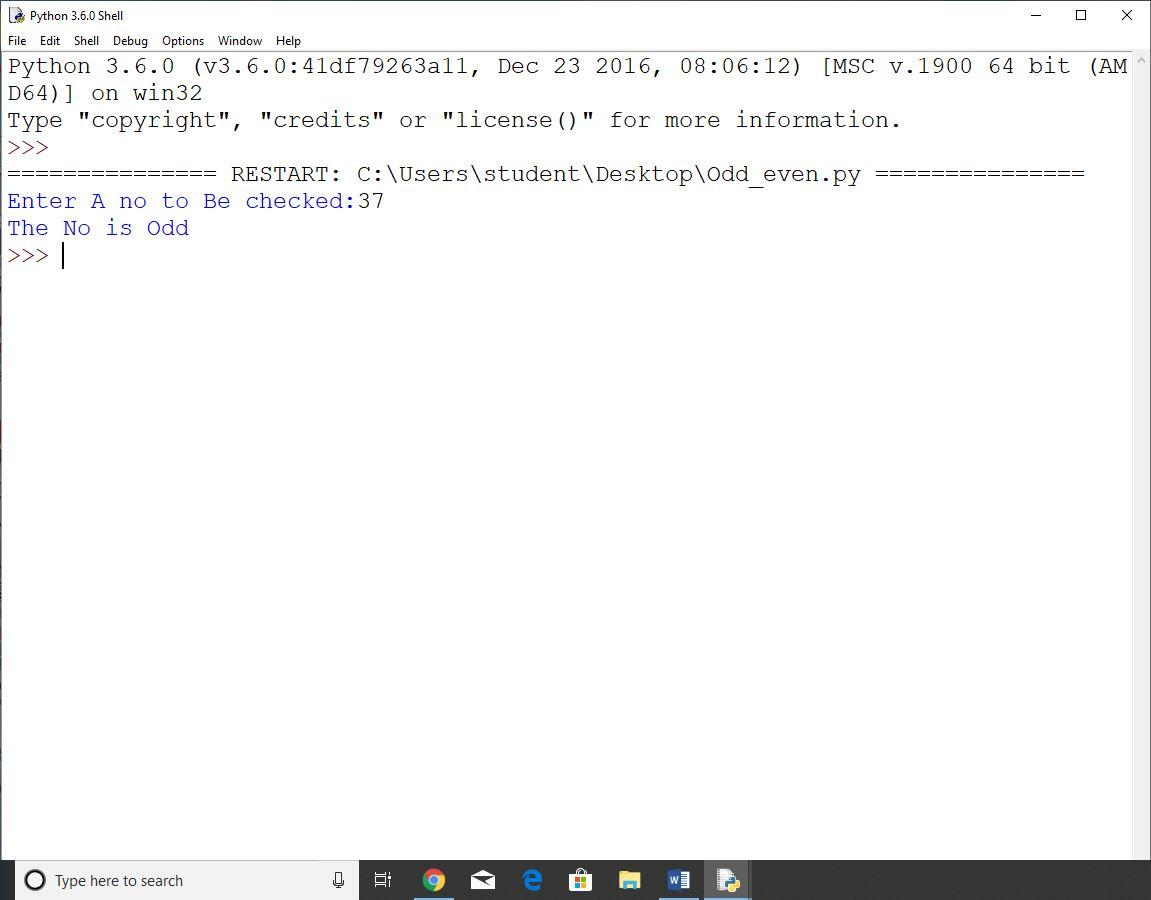 Python 3.6.0 Shell
File Edit Shell Debug Options Window Help
Python 3.6.0 (v3.6.0:41df79263a11, Dec 23 2016, 08:06:12) [MSC v.1900 64 bit (AM
D64)] on win32
Type "copyright", "credits" or "license()" for more information.
>>>
=============== RESTART: C:\Users\student\Desktop\Odd_even.py ===============
Enter A no to Be checked:37
The No is Odd
>>>
Type here to search